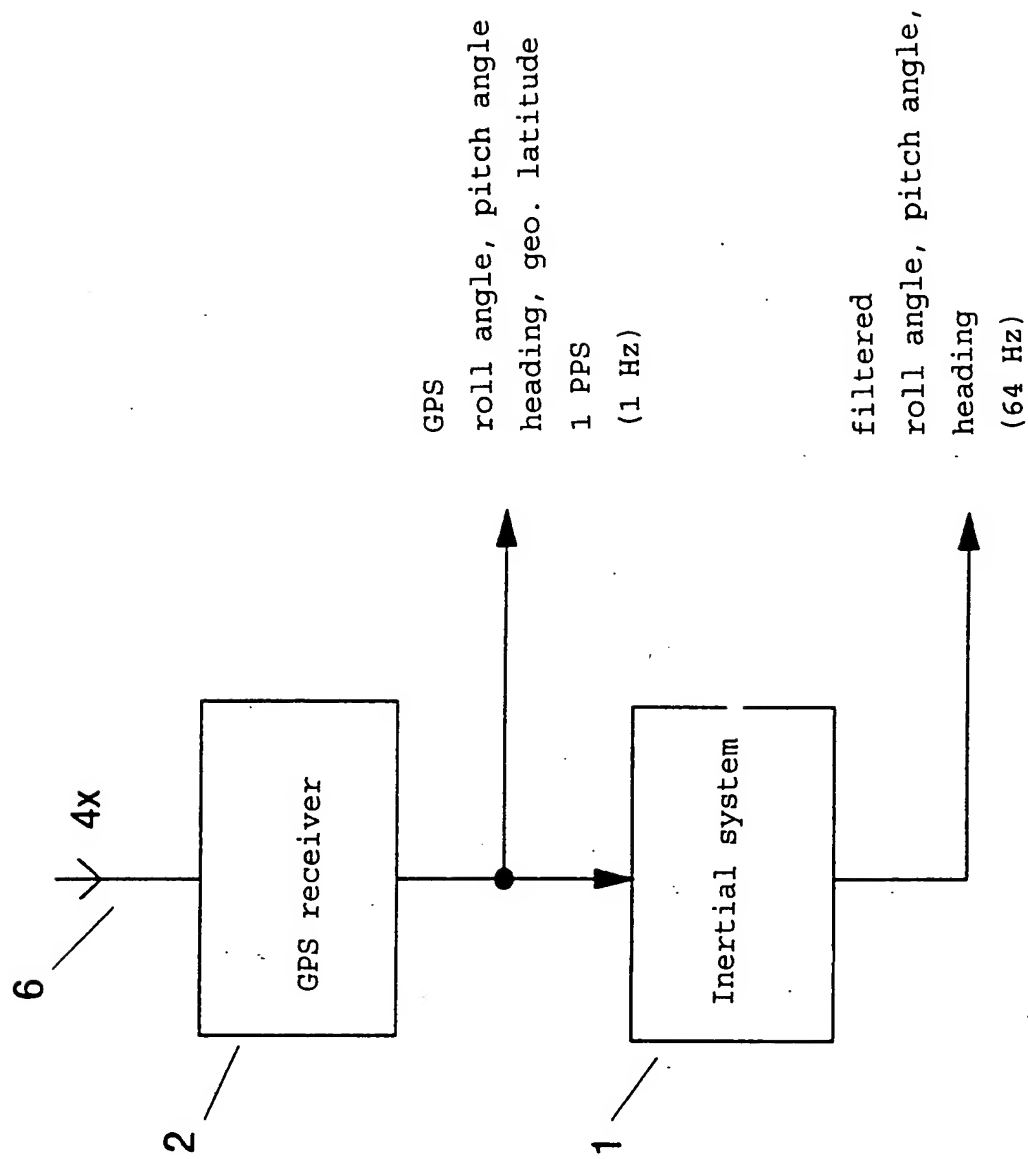 6
4x
2
GPS receiver
GPS
roll angle, pitch angle
heading, geo. latitude
1 PPS
(1 Hz)
1
Inertial system
filtered
roll angle, pitch angle,
heading
(64 Hz)